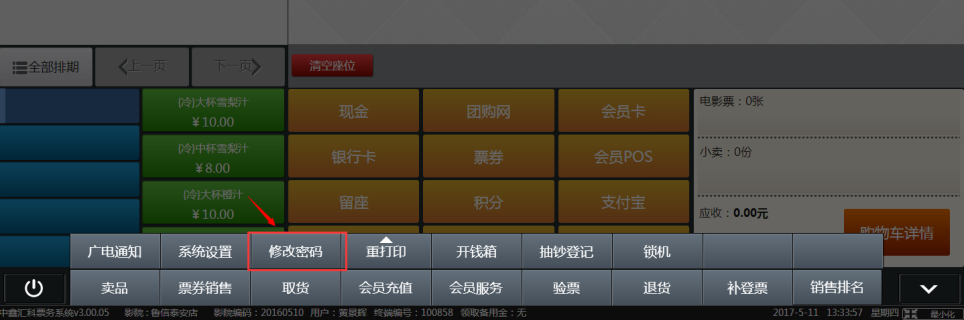 全部排期 上一页 下一页 清空座位
(冷)大杯雪梨汁 现金 团购网 会员卡 电影票：0张
￥10.00
(冷)中杯雪梨汁 银行卡 票券 会员POS 小卖：0份
￥8.00
(冷)大杯橙汁 留座 积分 支付宝
￥10.00 应收：0.00元
购物车详情
广电通知 系统设置 修改密码 重打印 开钱箱 抽钞登记 锁机
卖品 票券销售 取货 会员充值 会员服务 验票 退货 补登票 销售排名
中鑫汇科票务系统v3.00.05 影院：鲁信泰安店 影院编码：20160510 用户：黄景辉 终端编号：100858 领取备用金：无 2017-5-11 13:33:57 星期四 最小化